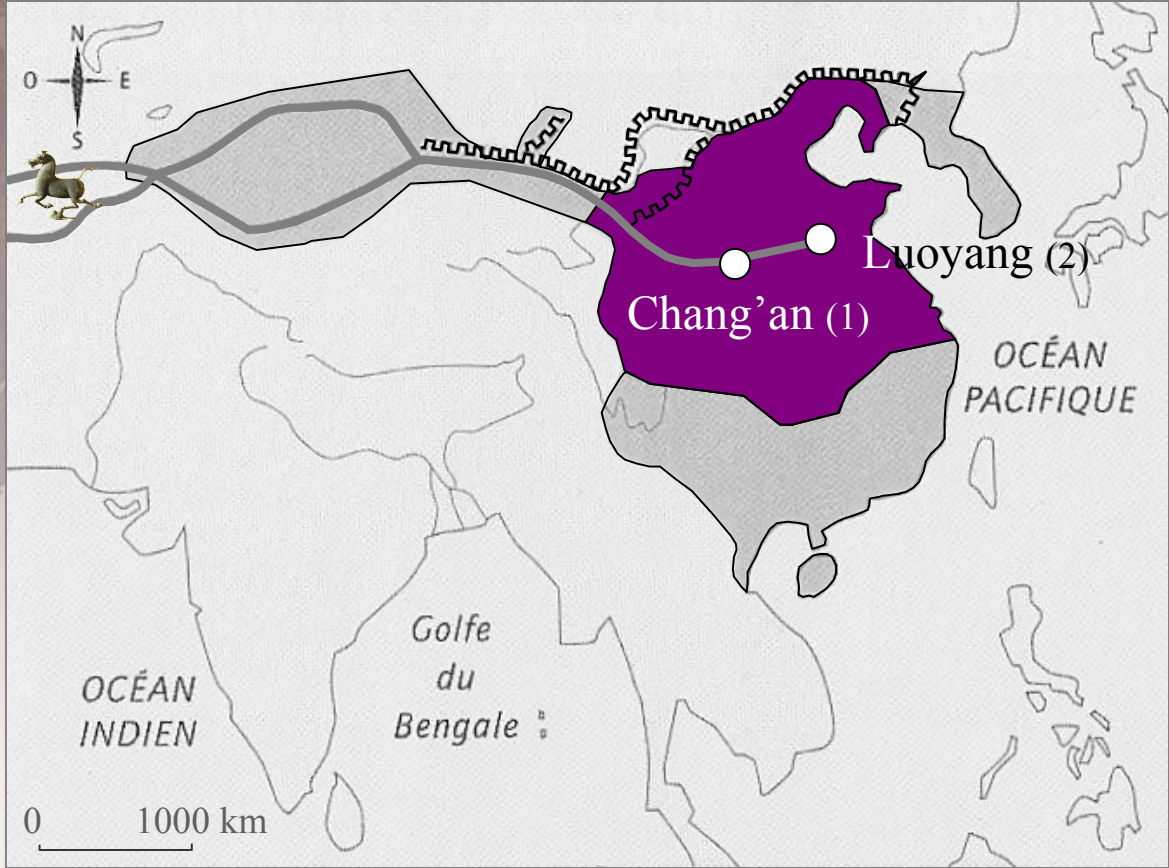 N
O E
S
Luoyang (2)
Chang’an (1)
OCÉAN
PACIFIQUE
Golfe
du
Bengale
OCÉAN
INDIEN
0 1000 km